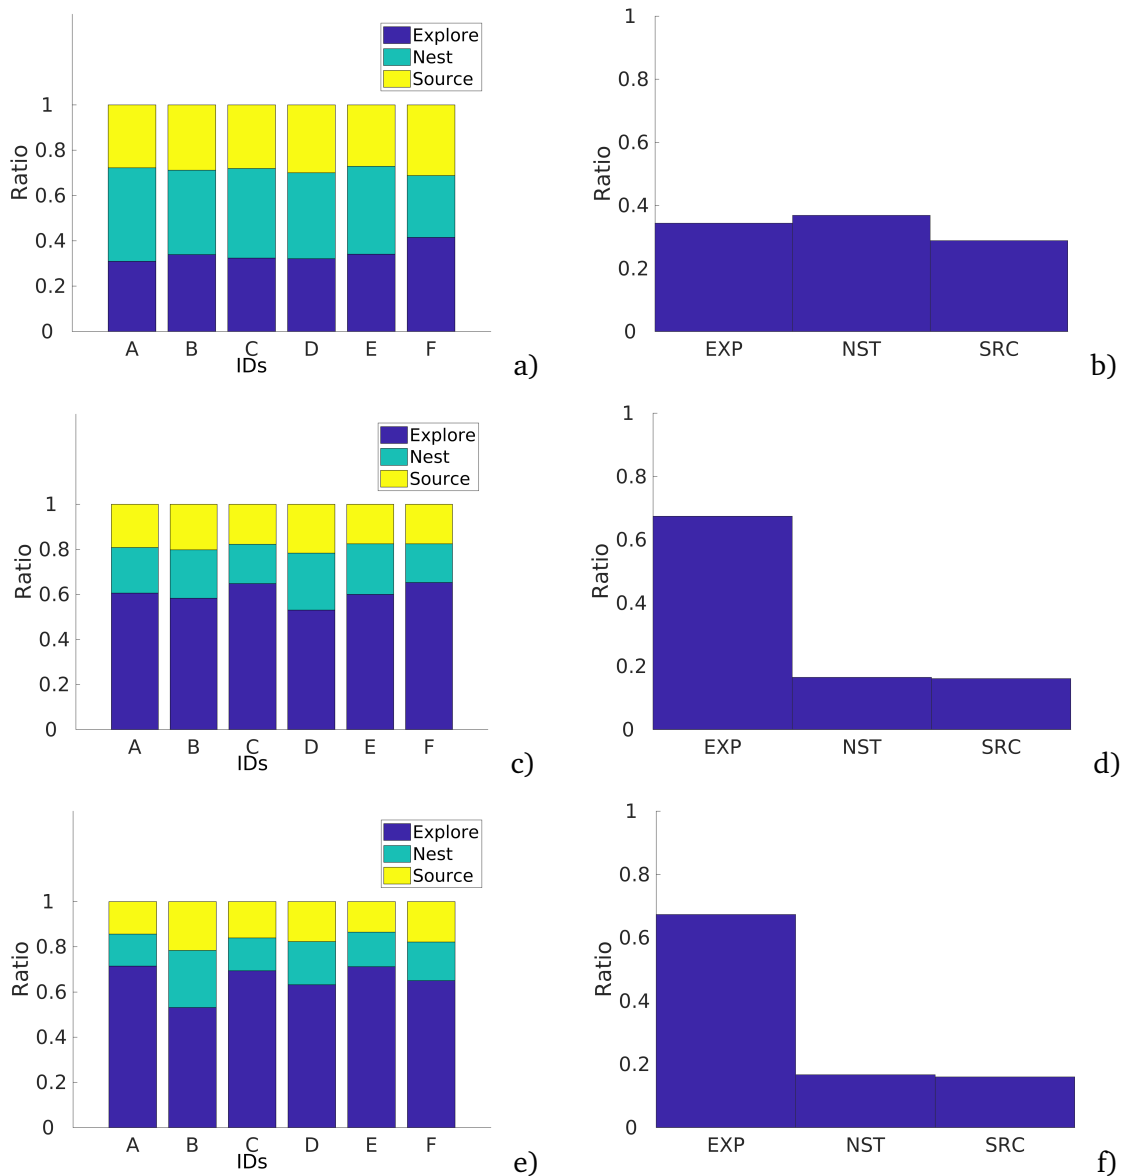 Explore
Nest
Source
1
0.8
0.6
0.4
0.2
0
Ratio
A B C D E F
IDs
a)
1
0.8
0.6
0.4
0.2
0
Ratio
EXP NST SRC
b)
Explore
Nest
Source
1
0.8
0.6
0.4
0.2
0
Ratio
A B C D E F
IDs
c)
1
0.8
0.6
0.4
0.2
0
Ratio
EXP NST SRC
d)
Explore
Nest
Source
1
0.8
0.6
0.4
0.2
0
Ratio
A B C D E F
IDs
e)
1
0.8
0.6
0.4
0.2
0
Ratio
EXP NST SRC
f)